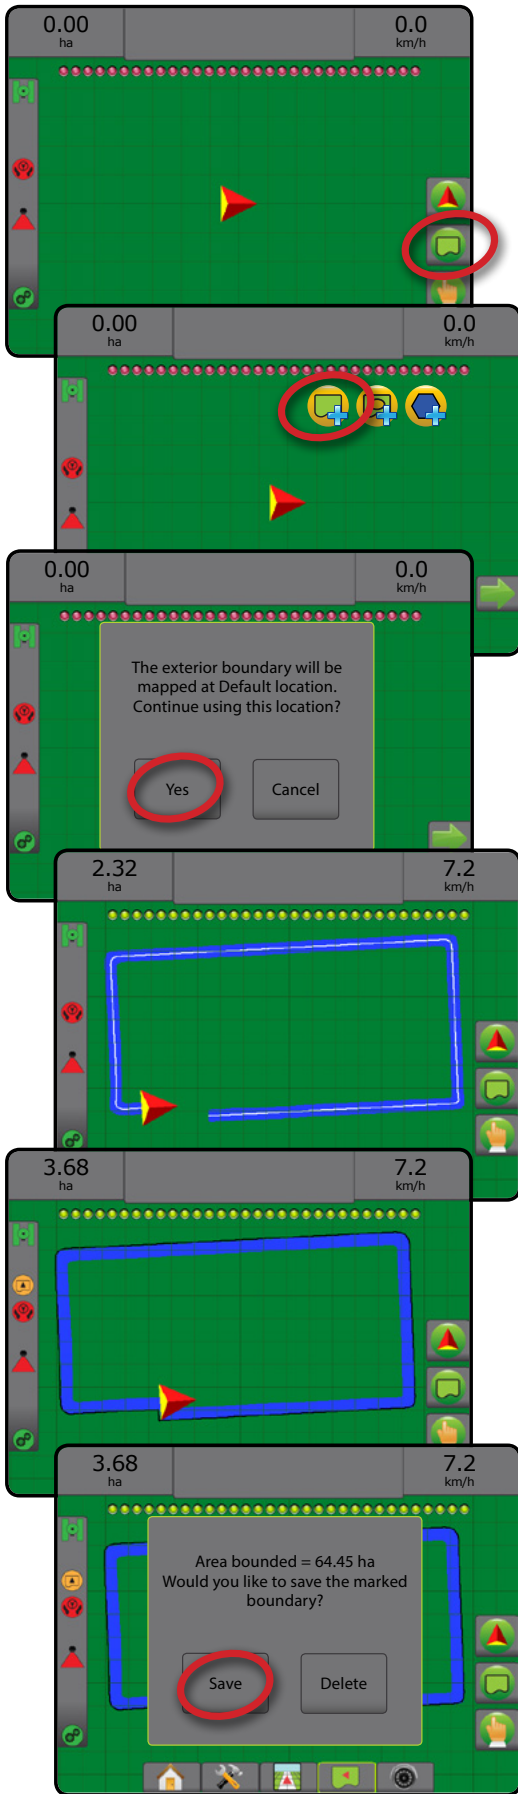 0.00
ha
0.0
km/h
0.00
ha
0.0
km/h
0.00
ha
0.0
km/h
The exterior boundary will be
mapped at Default location.
Continue using this location?
Yes
Cancel
2.32
ha
7.2
km/h
3.68
ha
7.2
km/h
3.68
ha
7.2
km/h
Area bounded = 64.45 ha
Would you like to save the marked
boundary?
Save
Delete